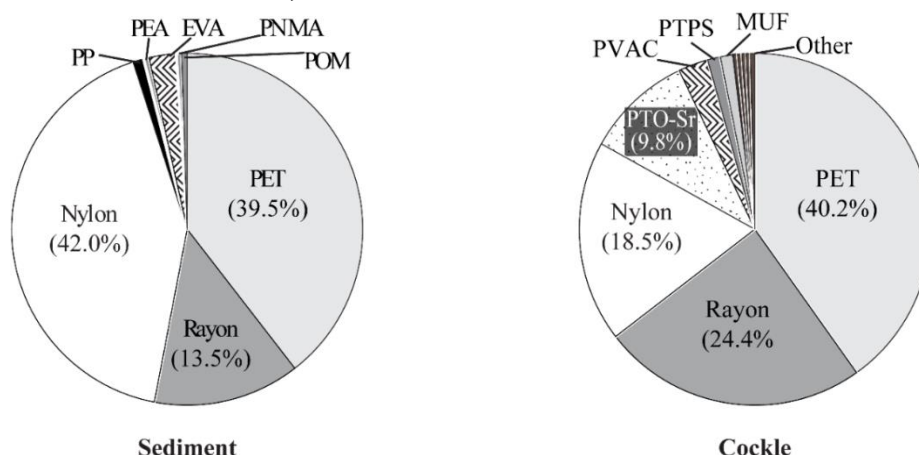 PP
PEA
EVA
PNMA
POM
PET
(39.5%)
Rayon
(13.5%)
Nylon
(42.0%)
Sediment
PVAC
PTPS
MUF
Other
PTO-Sr
(9.8%)
PET
(40.2%)
Nylon
(18.5%)
Rayon
(24.4%
Cockle